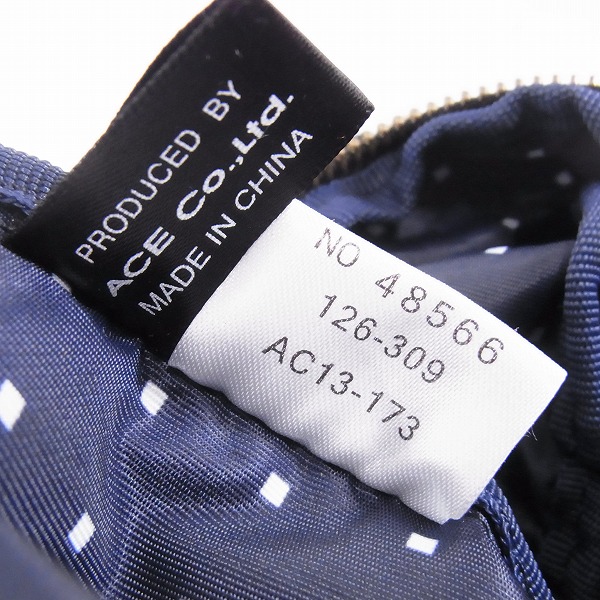 PRODUCED BY
ACE Co.,Ltd.
MADE IN CHINA
NO 48566
126-309
AC13-173